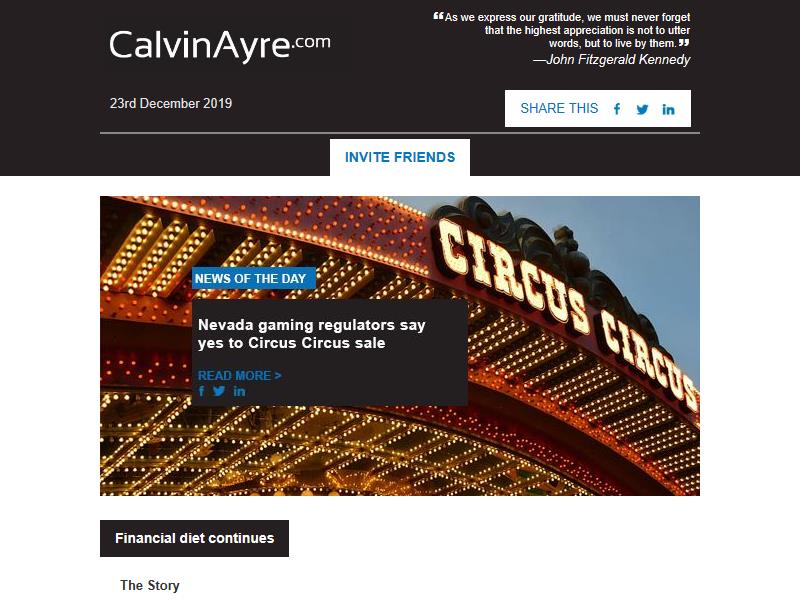 CalvinAyre.com
“As we express our gratitude, we must never forget
that the highest appreciation is not to utter
words, but to live by them.”
—John Fitzgerald Kennedy
23rd December 2019
SHARE THIS
INVITE FRIENDS
CIRCUS CIRCUS
NEWS OF THE DAY
Nevada gaming regulators say
yes to Circus Circus sale
READ MORE >
Financial diet continues
The Story